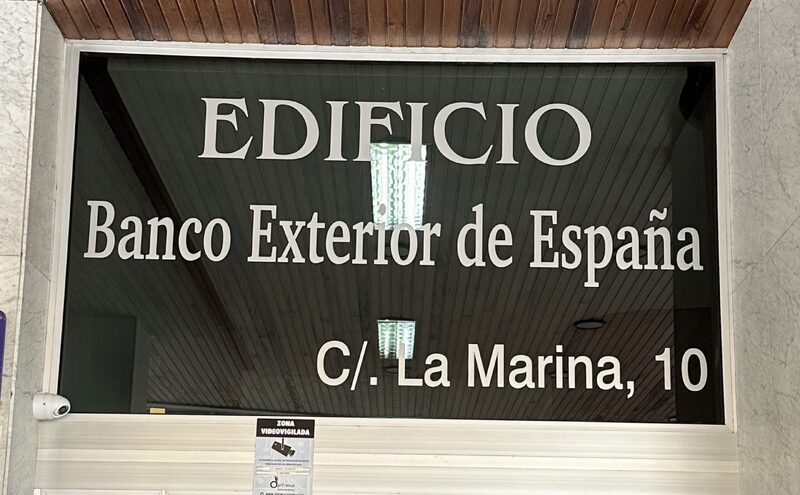 EDIFICIO
Banco Exterior de España
C/. La Marina, 10
ZONA
VIDEOVIGILADA